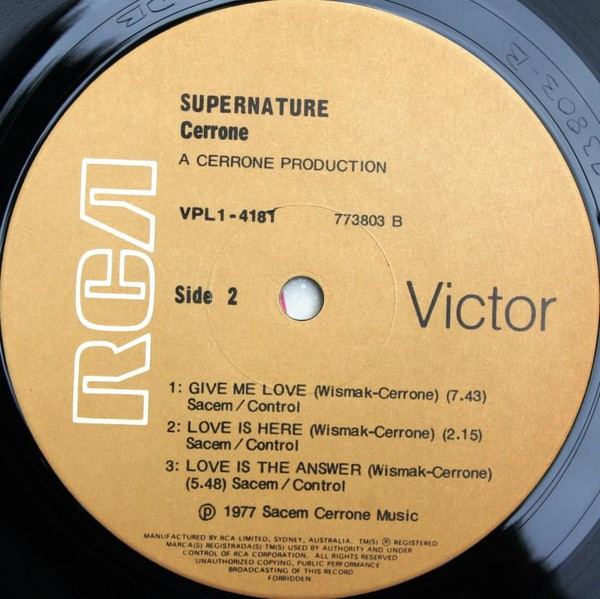 SUPERNATURE
Cerrone
A CERRONE PRODUCTION
VPL1-4181 773803 B
RCA
Side 2
Victor
1: GIVE ME LOVE (Wismak-Cerrone) (7.43)
Sacem/Control
2: LOVE IS HERE (Wismak-Cerrone) (2.15)
Sacem/Control
3: LOVE IS THE ANSWER (Wismak-Cerrone)
(5.48) Sacem/Control
℗ 1977 Sacem Cerrone Music
MANUFACTURED BY RCA LIMITED, SYDNEY, AUSTRALIA. TM(S) ® REGISTERED
MARCA(S) REGISTRADA(S) TM(S) USED BY AUTHORITY AND UNDER
CONTROL OF RCA CORPORATION. ALL RIGHTS RESERVED
UNAUTHORIZED COPYING, PUBLIC PERFORMANCE
BROADCASTING OF THIS RECORD
FORBIDDEN